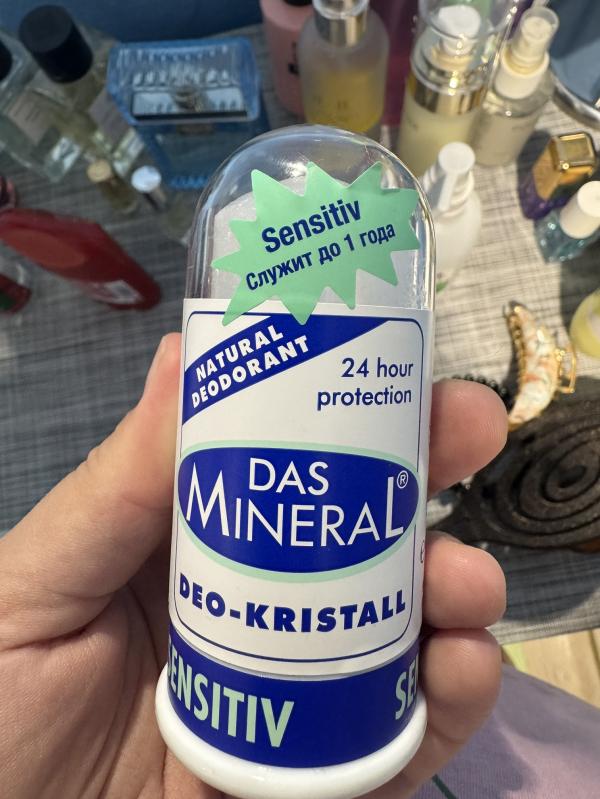 Sensitiv
Служит до 1 года
NATURAL
DEODORANT
24 hour
protection
DAS
MINERAL®
DEO-KRISTALL
SENSITIV